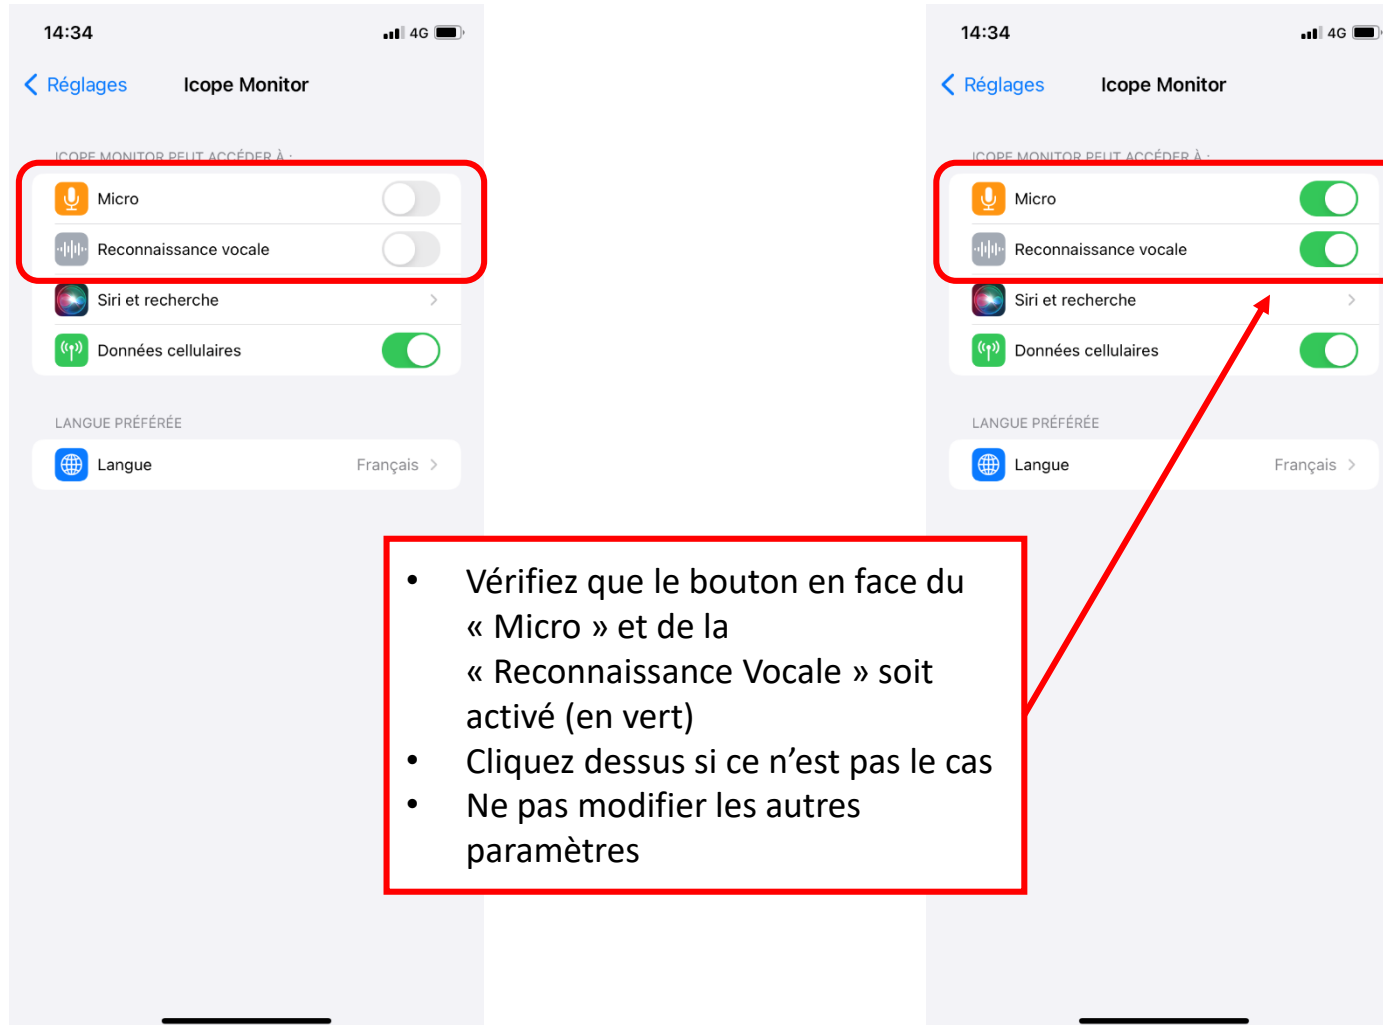 14:34
4G
Réglages
Icope Monitor
ICOPE MONITOR PEUT ACCÉDER À :
Micro
Reconnaissance vocale
Siri et recherche
Données cellulaires
LANGUE PRÉFÉRÉE
Langue
Français
14:34
4G
Réglages
Icope Monitor
ICOPE MONITOR PEUT ACCÉDER À :
Micro
Reconnaissance vocale
Siri et recherche
Données cellulaires
LANGUE PRÉFÉRÉE
Langue
Français
• Vérifiez que le bouton en face du
« Micro » et de la
« Reconnaissance Vocale » soit
activé (en vert)
• Cliquez dessus si ce n’est pas le cas
• Ne pas modifier les autres
paramètres